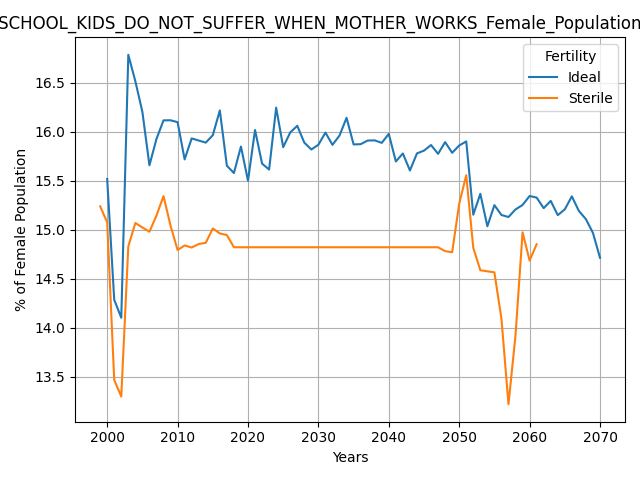 SCHOOL_KIDS_DO_NOT_SUFFER_WHEN_MOTHER_WORKS_Female_Population
Fertility
Ideal
Sterile
% of Female Population
16.5
16.0
15.5
15.0
14.5
14.0
13.5
2000 2010 2020 2030 2040 2050 2060 2070
Years